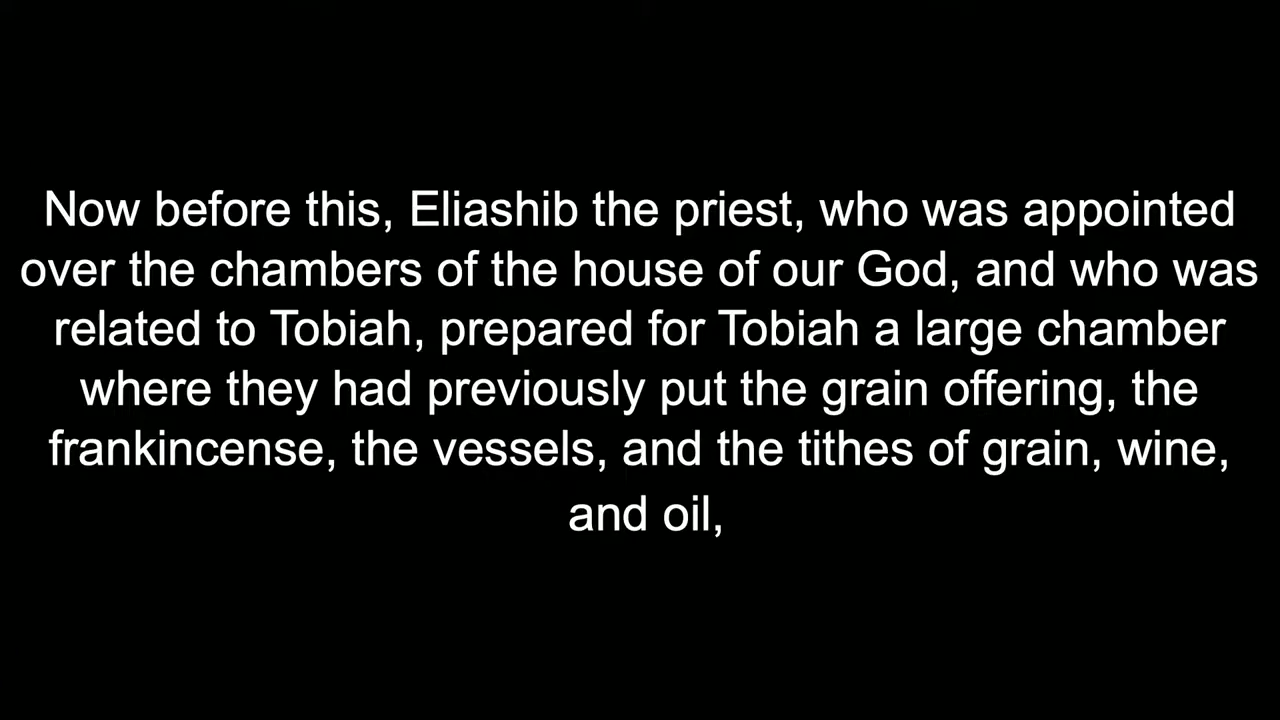 Now before this, Eliashib the priest, who was appointed
over the chambers of the house of our God, and who was
related to Tobiah, prepared for Tobiah a large chamber
where they had previously put the grain offering, the
frankincense, the vessels, and the tithes of grain, wine,
and oil,